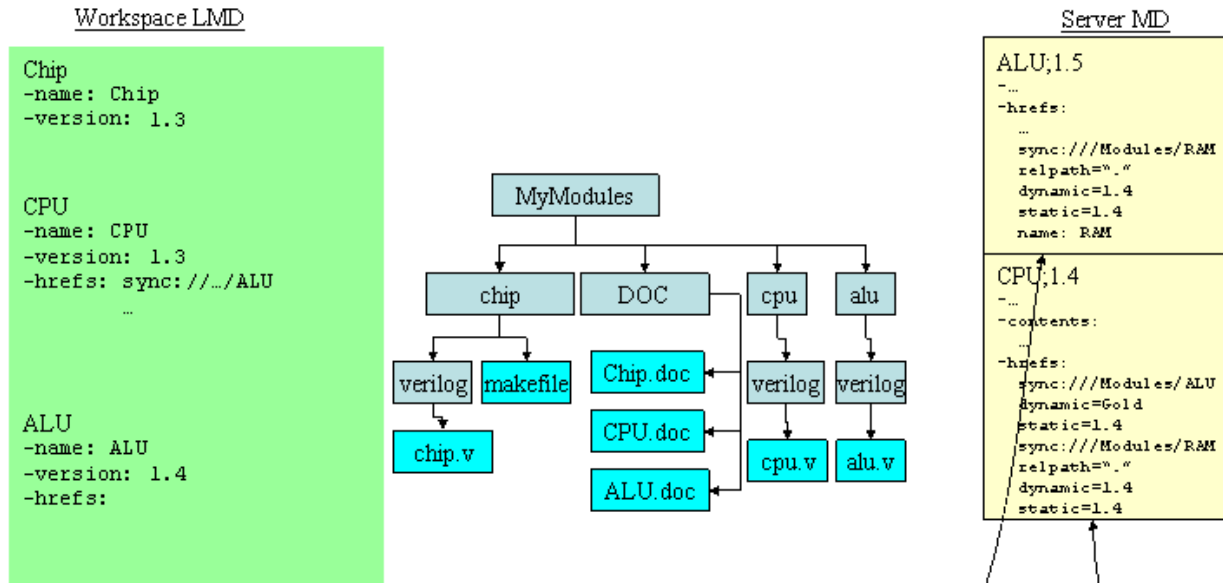 Workspace LMD
Chip
-name: Chip
-version: 1.3
CPU
-name: CPU
-version: 1.3
-hrefs: sync://…/ALU
…
ALU
-name: ALU
-version: 1.4
-hrefs:
MyModules
chip
DOC
cpu
alu
verilog
makefile
Chip.doc
verilog
verilog
chip.v
CPU.doc
cpu.v
alu.v
ALU.doc
Server MD
ALU;1.5
-…
-hrefs:
…
sync:///Modules/RAM
relpath=“.”
dynamic=1.4
static=1.4
name: RAM
CPU;1.4
-…
-contents:
…
-hrefs:
sync:///Modules/ALU
dynamic=Gold
static=1.4
sync:///Modules/RAM
relpath=“.”
dynamic=1.4
static=1.4